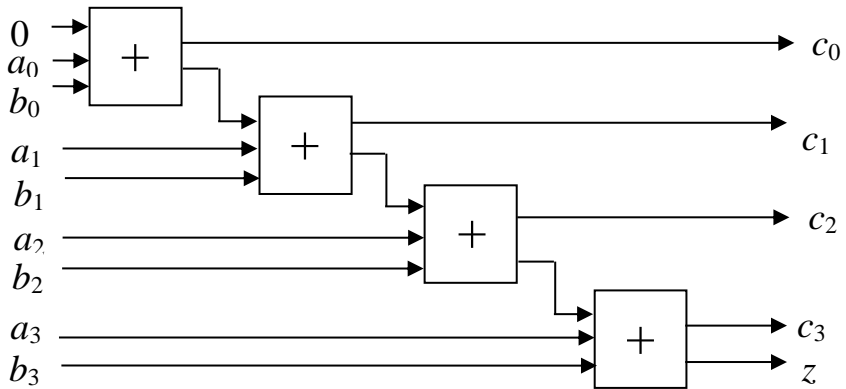 0
a₀
b₀
+
c₀
a₁
b₁
+
c₁
a₂
b₂
+
c₂
a₃
b₃
+
c₃
z